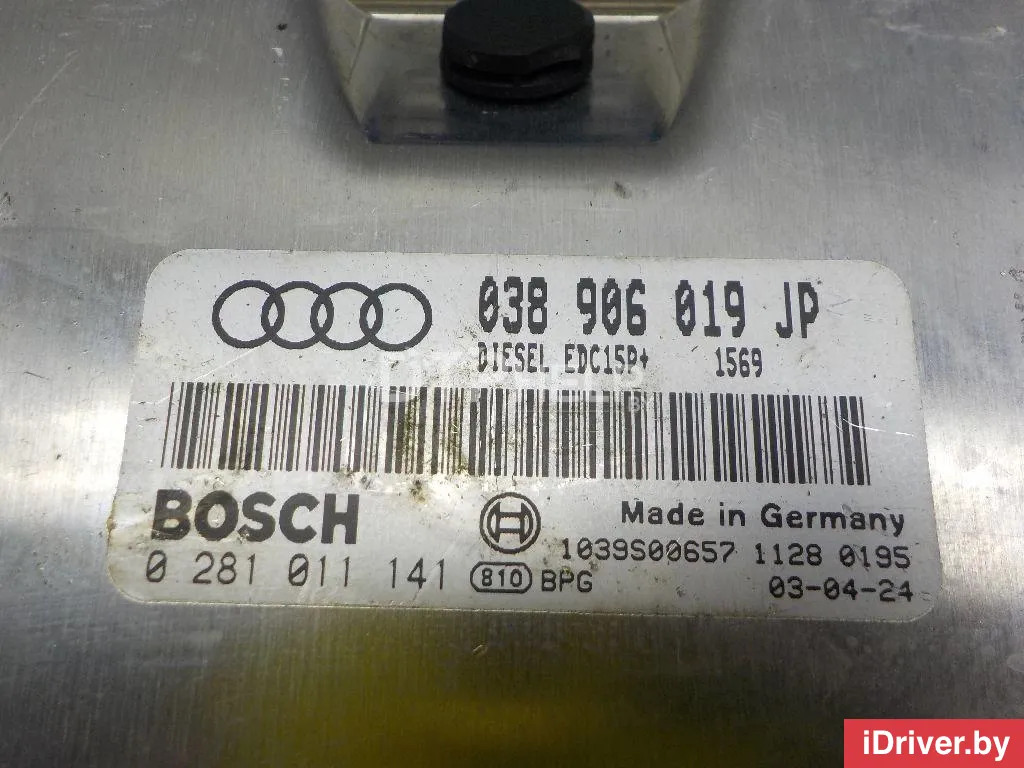 038 906 019 JP
DIESEL EDC15P+ 1569
BOSCH
Made in Germany
0 281 011 141
810 BPG
1039S00657 1128 0195
03-04-24
iDriver.by